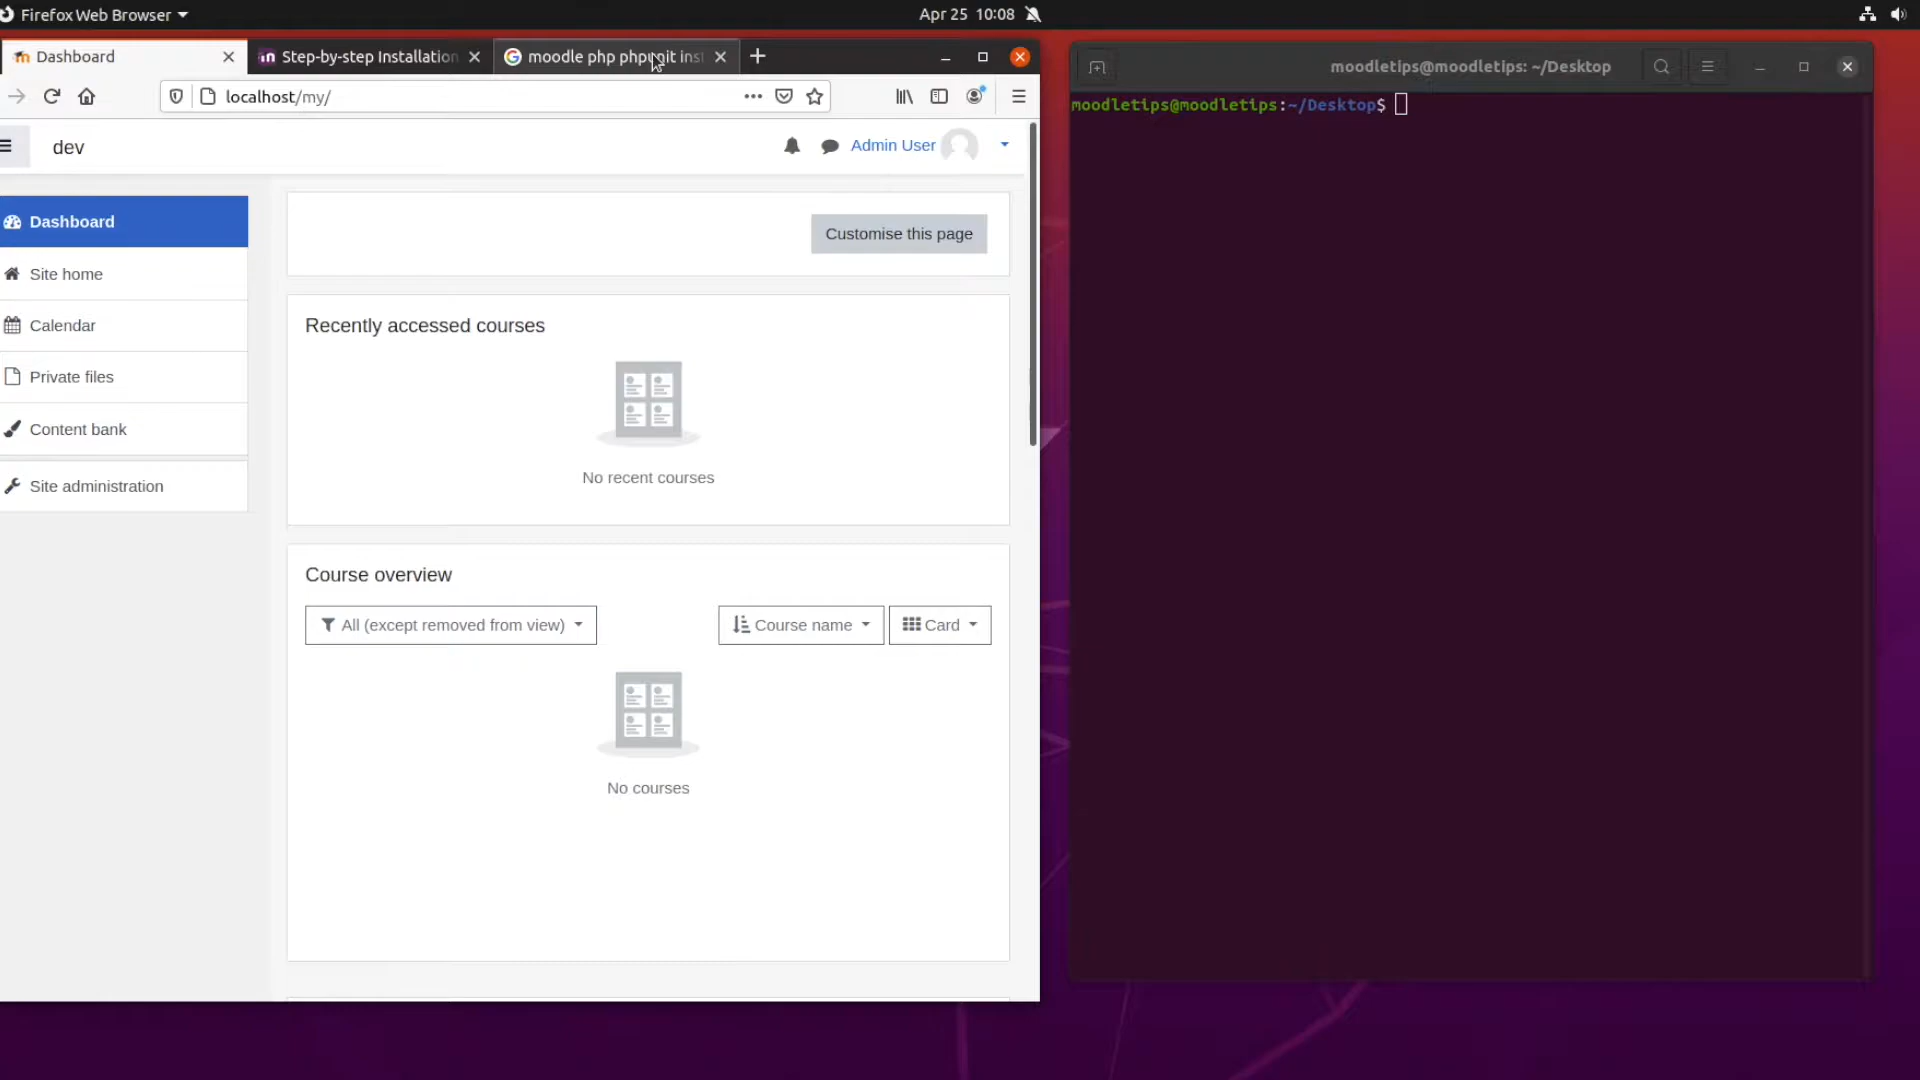 Firefox Web Browser
Apr 25 10:08
Dashboard
Step-by-step Installation
moodle php phpunit inst
localhost/my/
moodletips@moodletips: ~/Desktop
moodletips@moodletips:~/Desktop$
dev
Admin User
Dashboard
Site home
Calendar
Private files
Content bank
Site administration
Customise this page
Recently accessed courses
No recent courses
Course overview
All (except removed from view)
Course name
Card
No courses